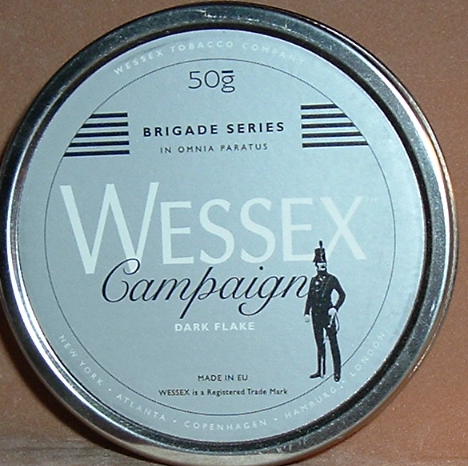 WESSEX TOBACCO COMPANY
50g
BRIGADE SERIES
IN OMNIA PARATUS
WESSEX™
Campaign
DARK FLAKE
MADE IN EU
WESSEX is a Registered Trade Mark
NEW YORK • ATLANTA • COPENHAGEN • HAMBURG • LONDON